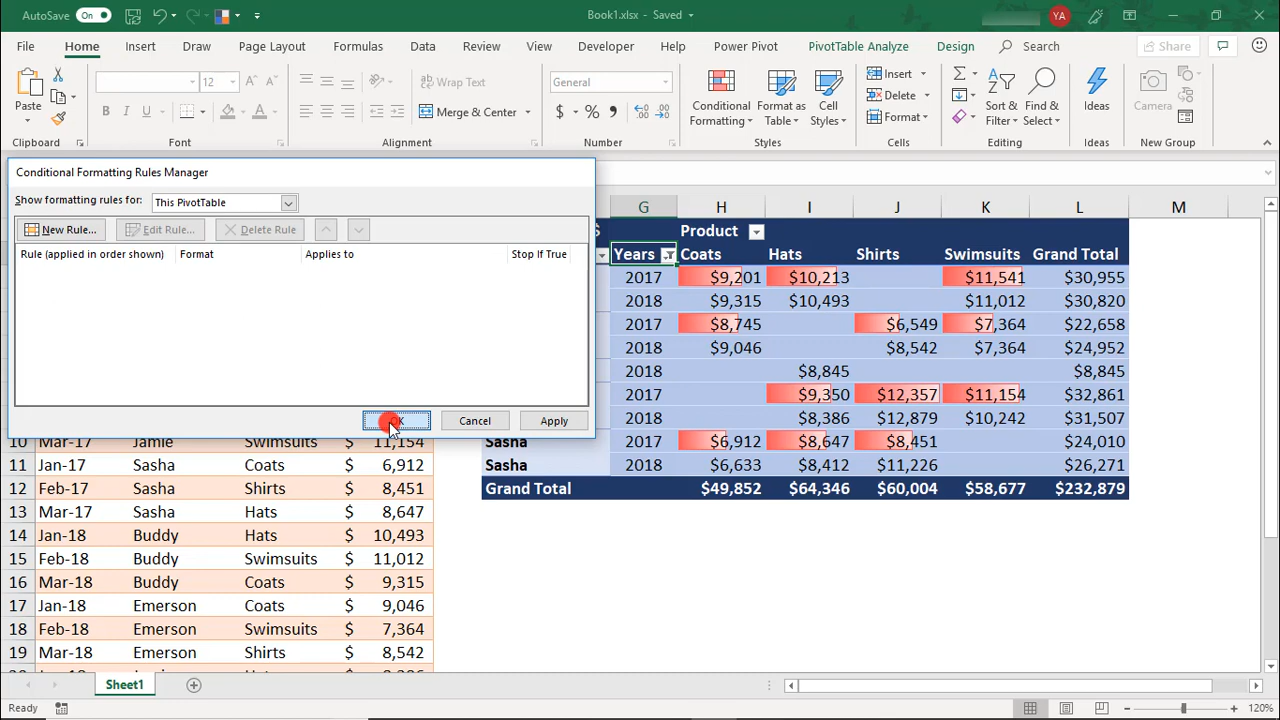 AutoSave On Book1.xlsx - Saved YA
File Home Insert Draw Page Layout Formulas Data Review View Developer Help Power Pivot PivotTable Analyze Design Search Share
Paste 12 B I U Wrap Text Merge & Center General $ % Conditional Formatting Format as Table Cell Styles Insert Delete Format Sort & Filter Find & Select Ideas Camera
Clipboard Font Alignment Number Styles Editing Ideas Camera
Conditional Formatting Rules Manager
Show formatting rules for: This PivotTable
New Rule... Edit Rule... Delete Rule
Rule (applied in order shown) Format Applies to Stop If True
OK Cancel Apply
G H I J K L M
$ Product
Years Coats Hats Shirts Swimsuits Grand Total
2017 $9,201 $10,213 $11,541 $30,955
2018 $9,315 $10,493 $11,012 $30,820
2017 $8,745 $6,549 $7,364 $22,658
2018 $9,046 $8,542 $7,364 $24,952
2018 $8,845 $8,845
2017 $9,350 $12,357 $11,154 $32,861
2018 $8,386 $12,879 $10,242 $31,507
Sasha 2017 $6,912 $8,647 $8,451 $24,010
Sasha 2018 $6,633 $8,412 $11,226 $26,271
Grand Total $49,852 $64,346 $60,004 $58,677 $232,879
10 Mar-17 Jamie Swimsuits 11,154
11 Jan-17 Sasha Coats 6,912
12 Feb-17 Sasha Shirts 8,451
13 Mar-17 Sasha Hats 8,647
14 Jan-18 Buddy Hats $ 10,493
15 Feb-18 Buddy Swimsuits $ 11,012
16 Mar-18 Buddy Coats $ 9,315
17 Jan-18 Emerson Coats $ 9,046
18 Feb-18 Emerson Swimsuits $ 7,364
19 Mar-18 Emerson Shirts $ 8,542
Sheet1
Ready 120%